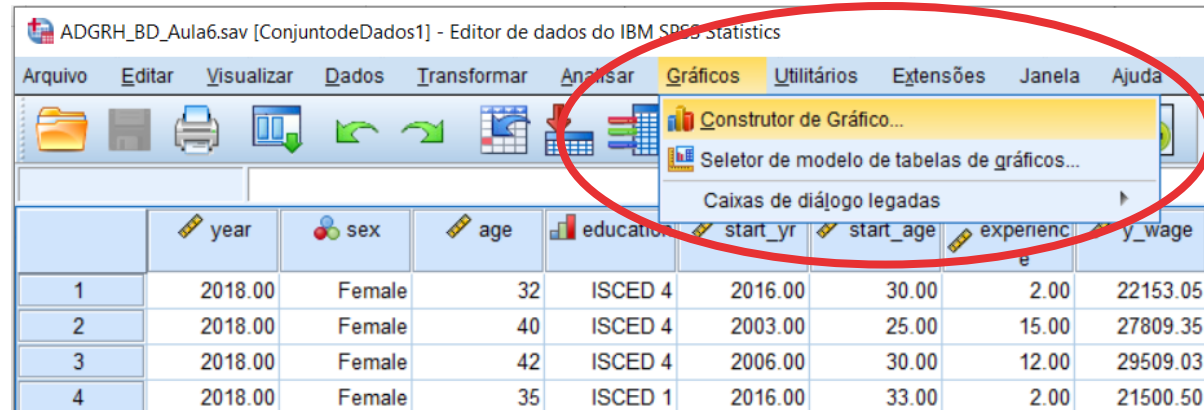 ADGRH_BD_Aula6.sav [ConjuntodeDados1] - Editor de dados do IBM SPSS Statistics
Arquivo Editar Visualizar Dados Transformar Analisar Gráficos Utilitários Extensões Janela Ajuda
Construtor de Gráfico...
Seletor de modelo de tabelas de gráficos...
Caixas de diálogo legadas
year sex age education start_yr start_age experienc
e y_wage
1 2018.00 Female 32 ISCED 4 2016.00 30.00 2.00 22153.05
2 2018.00 Female 40 ISCED 4 2003.00 25.00 15.00 27809.35
3 2018.00 Female 42 ISCED 4 2006.00 30.00 12.00 29509.03
4 2018.00 Female 35 ISCED 1 2016.00 33.00 2.00 21500.50